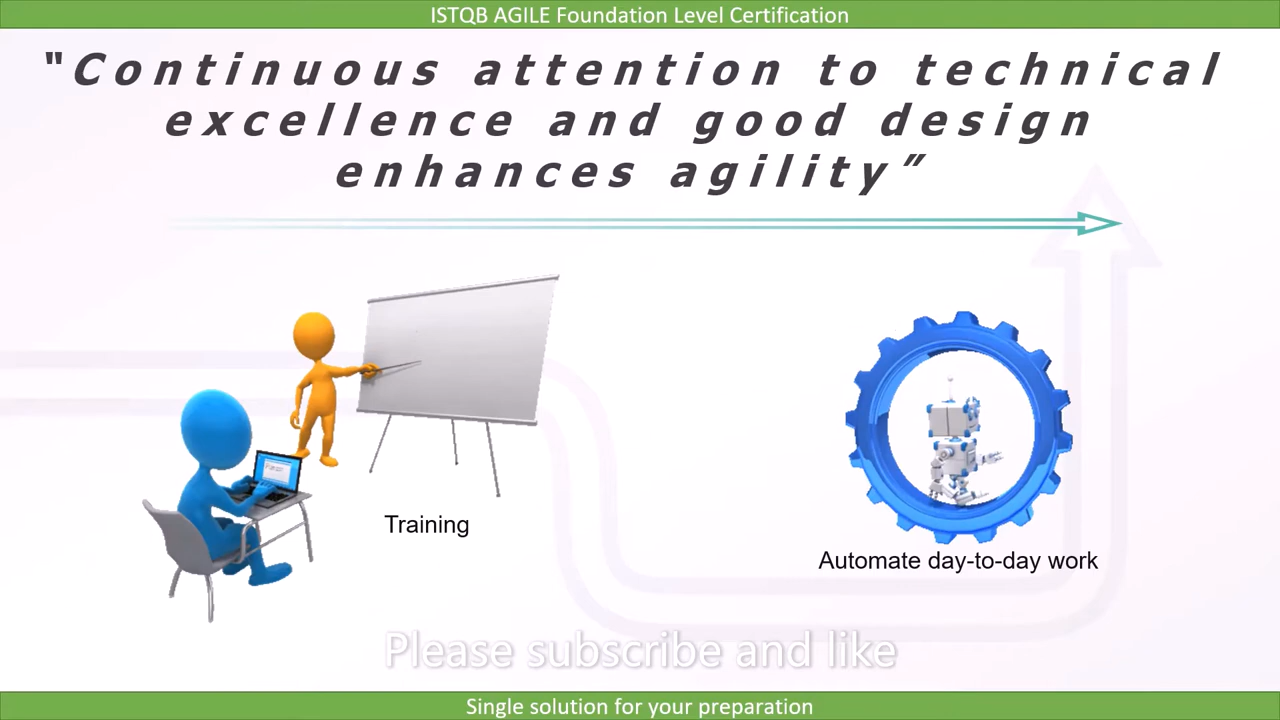 ISTQB AGILE Foundation Level Certification
"Continuous attention to technical
excellence and good design
enhances agility”
Training
Automate day-to-day work
Please subscribe and like
Single solution for your preparation